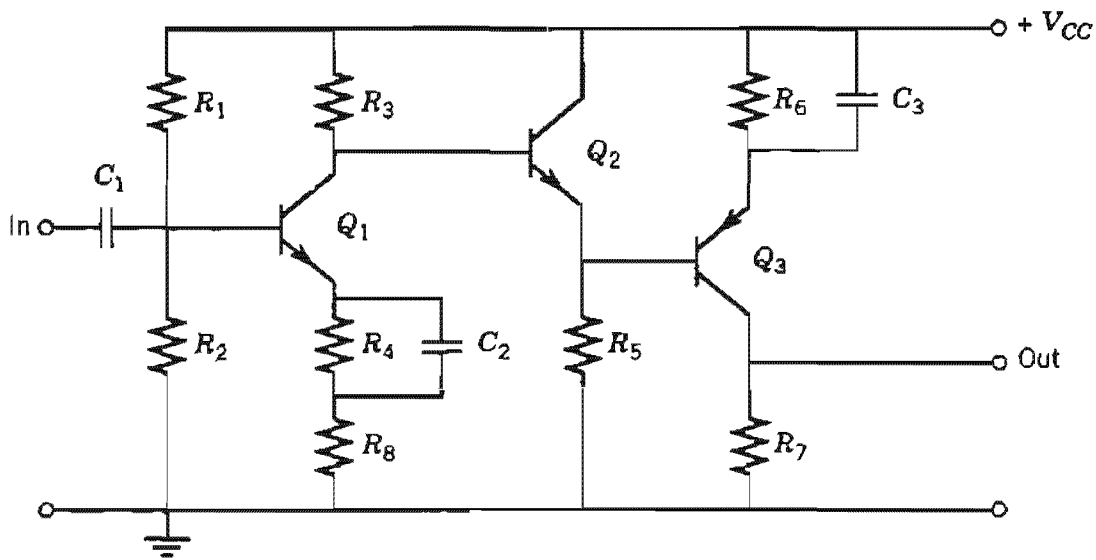 + V_CC
R_1
R_3
R_6
C_3
Q_2
C_1
In
Q_1
Q_3
R_2
R_4
C_2
R_5
Out
R_8
R_7